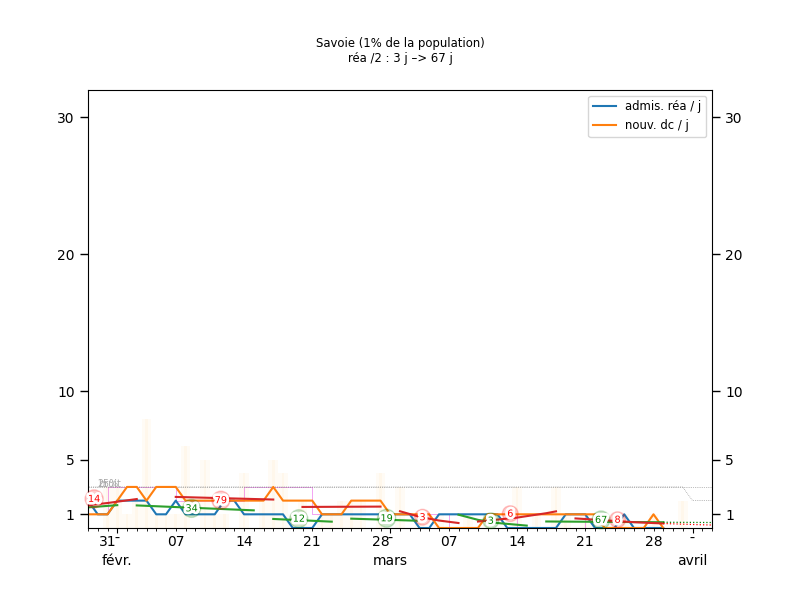 Savoie (1% de la population)
réa /2 : 3 j –> 67 j
admis. réa / j
nouv. dc / j
30 30
20 20
10 10
5 5
1 1
14 34 79 12 19 3 3 6 67 8
31 07 14 21 28 07 14 21 28
févr. mars avril